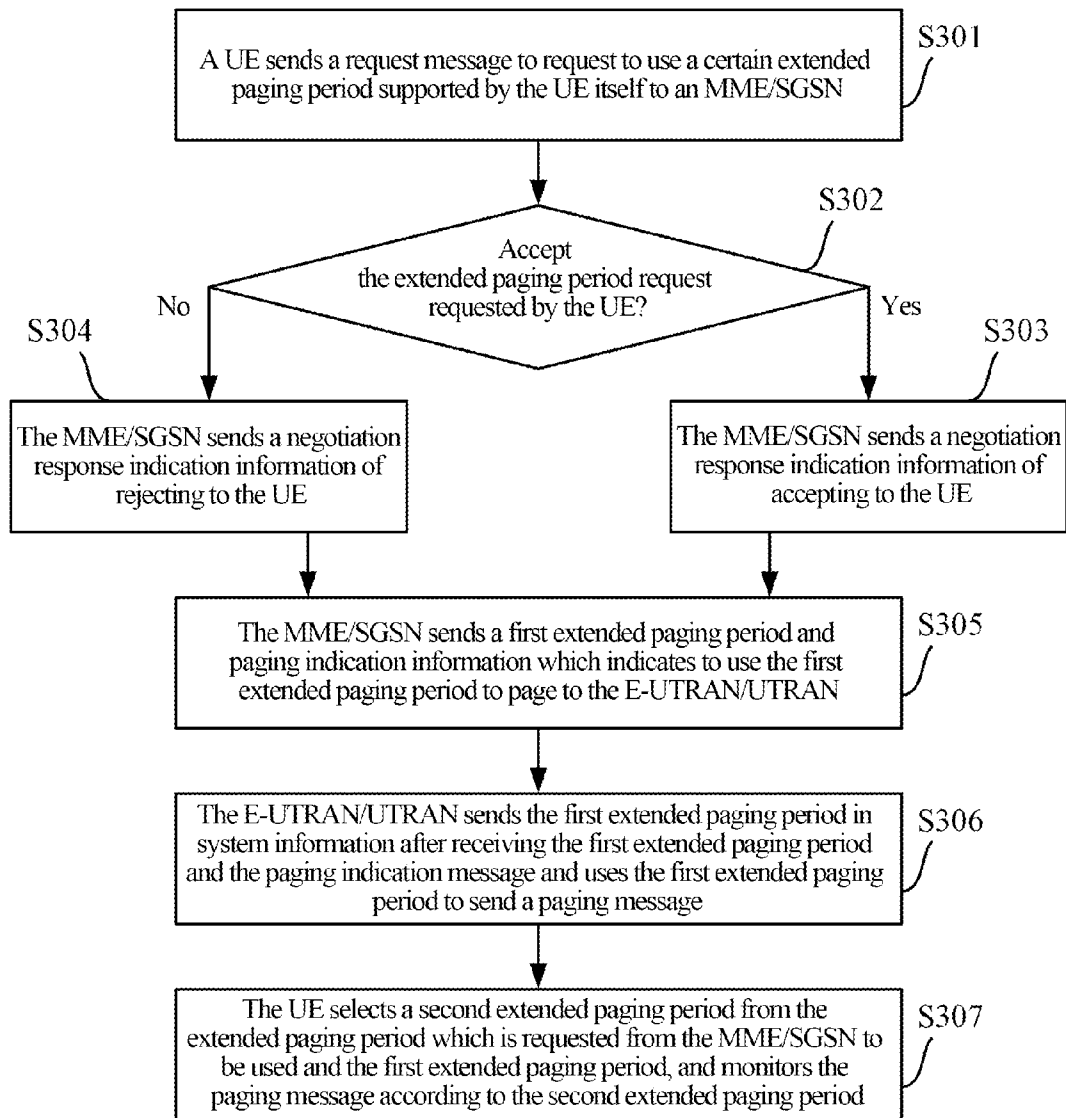 A UE sends a request message to request to use a certain extended
paging period supported by the UE itself to an MME/SGSN
S301
S302
Accept
the extended paging period request
requested by the UE?
No
Yes
S304
S303
The MME/SGSN sends a negotiation
response indication information of
rejecting to the UE
The MME/SGSN sends a negotiation
response indication information of
accepting to the UE
The MME/SGSN sends a first extended paging period and
paging indication information which indicates to use the first
extended paging period to page to the E-UTRAN/UTRAN
S305
The E-UTRAN/UTRAN sends the first extended paging period in
system information after receiving the first extended paging period
and the paging indication message and uses the first extended paging
period to send a paging message
S306
The UE selects a second extended paging period from the
extended paging period which is requested from the MME/SGSN to
be used and the first extended paging period, and monitors the
paging message according to the second extended paging period
S307